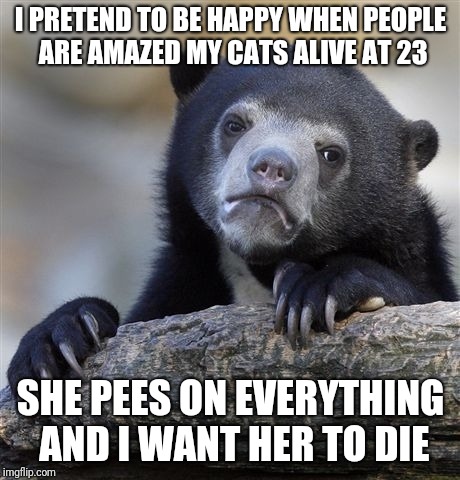 I PRETEND TO BE HAPPY WHEN PEOPLE
ARE AMAZED MY CATS ALIVE AT 23
SHE PEES ON EVERYTHING
AND I WANT HER TO DIE
imgflip.com